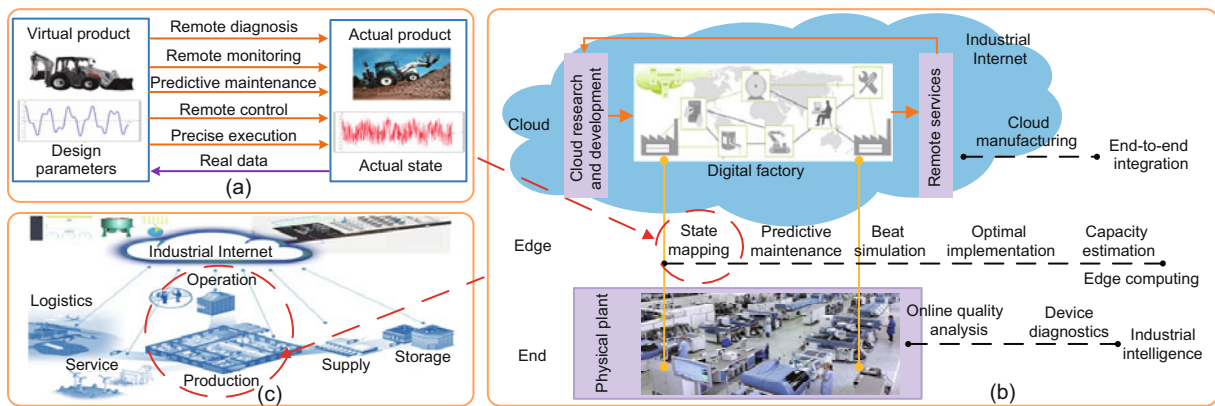 Virtual product
Remote diagnosis
Actual product
Remote monitoring
Predictive maintenance
Remote control
Precise execution
Real data
Design
parameters
Actual state
(a)
Industrial
Internet
Cloud
Cloud research
and development
Digital factory
Remote services
Cloud
manufacturing
End-to-end
integration
Edge
State
mapping
Predictive
maintenance
Beat
simulation
Optimal
implementation
Capacity
estimation
Edge computing
End
Physical plant
Online quality
analysis
Device
diagnostics
Industrial
intelligence
(b)
Industrial Internet
Operation
Logistics
Service
Production
Supply
Storage
(c)